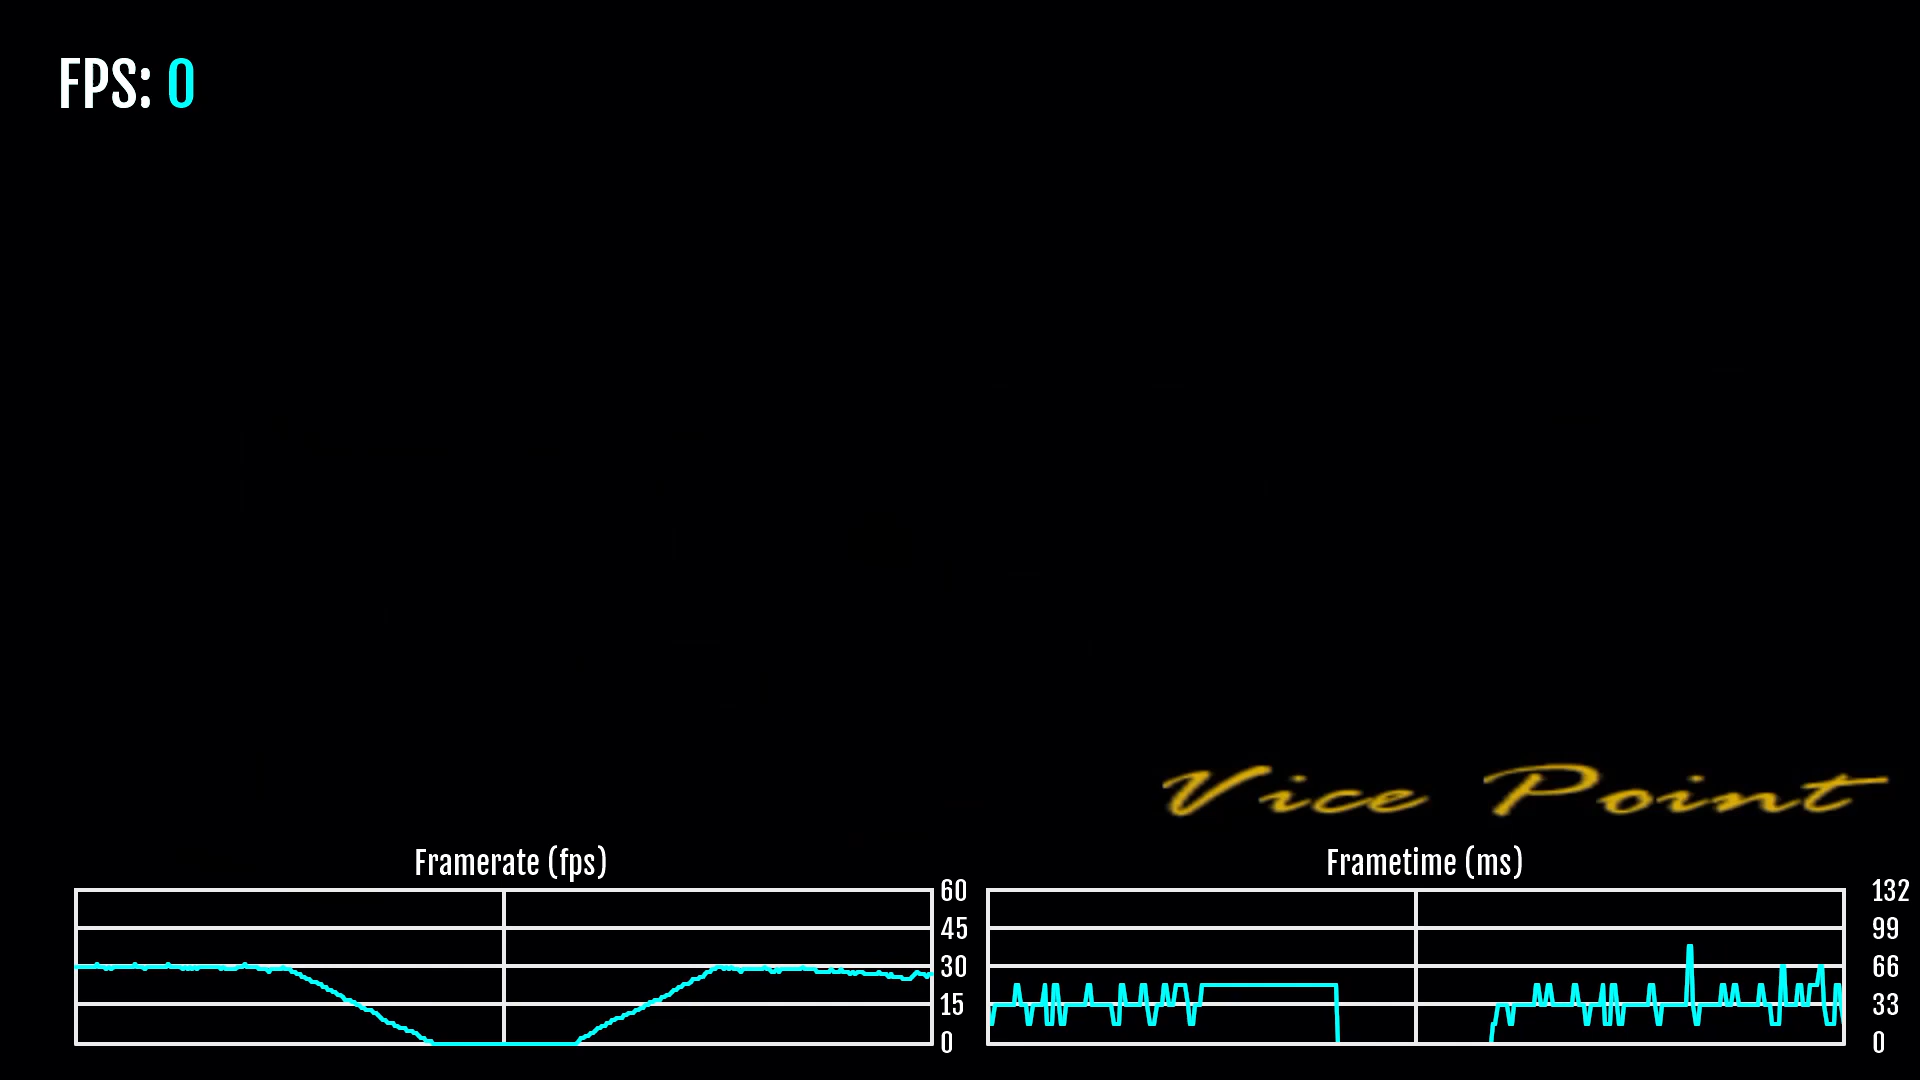 FPS: 0
Vice Point
Framerate (fps)
60
45
30
15
0
Frametime (ms)
132
99
66
33
0